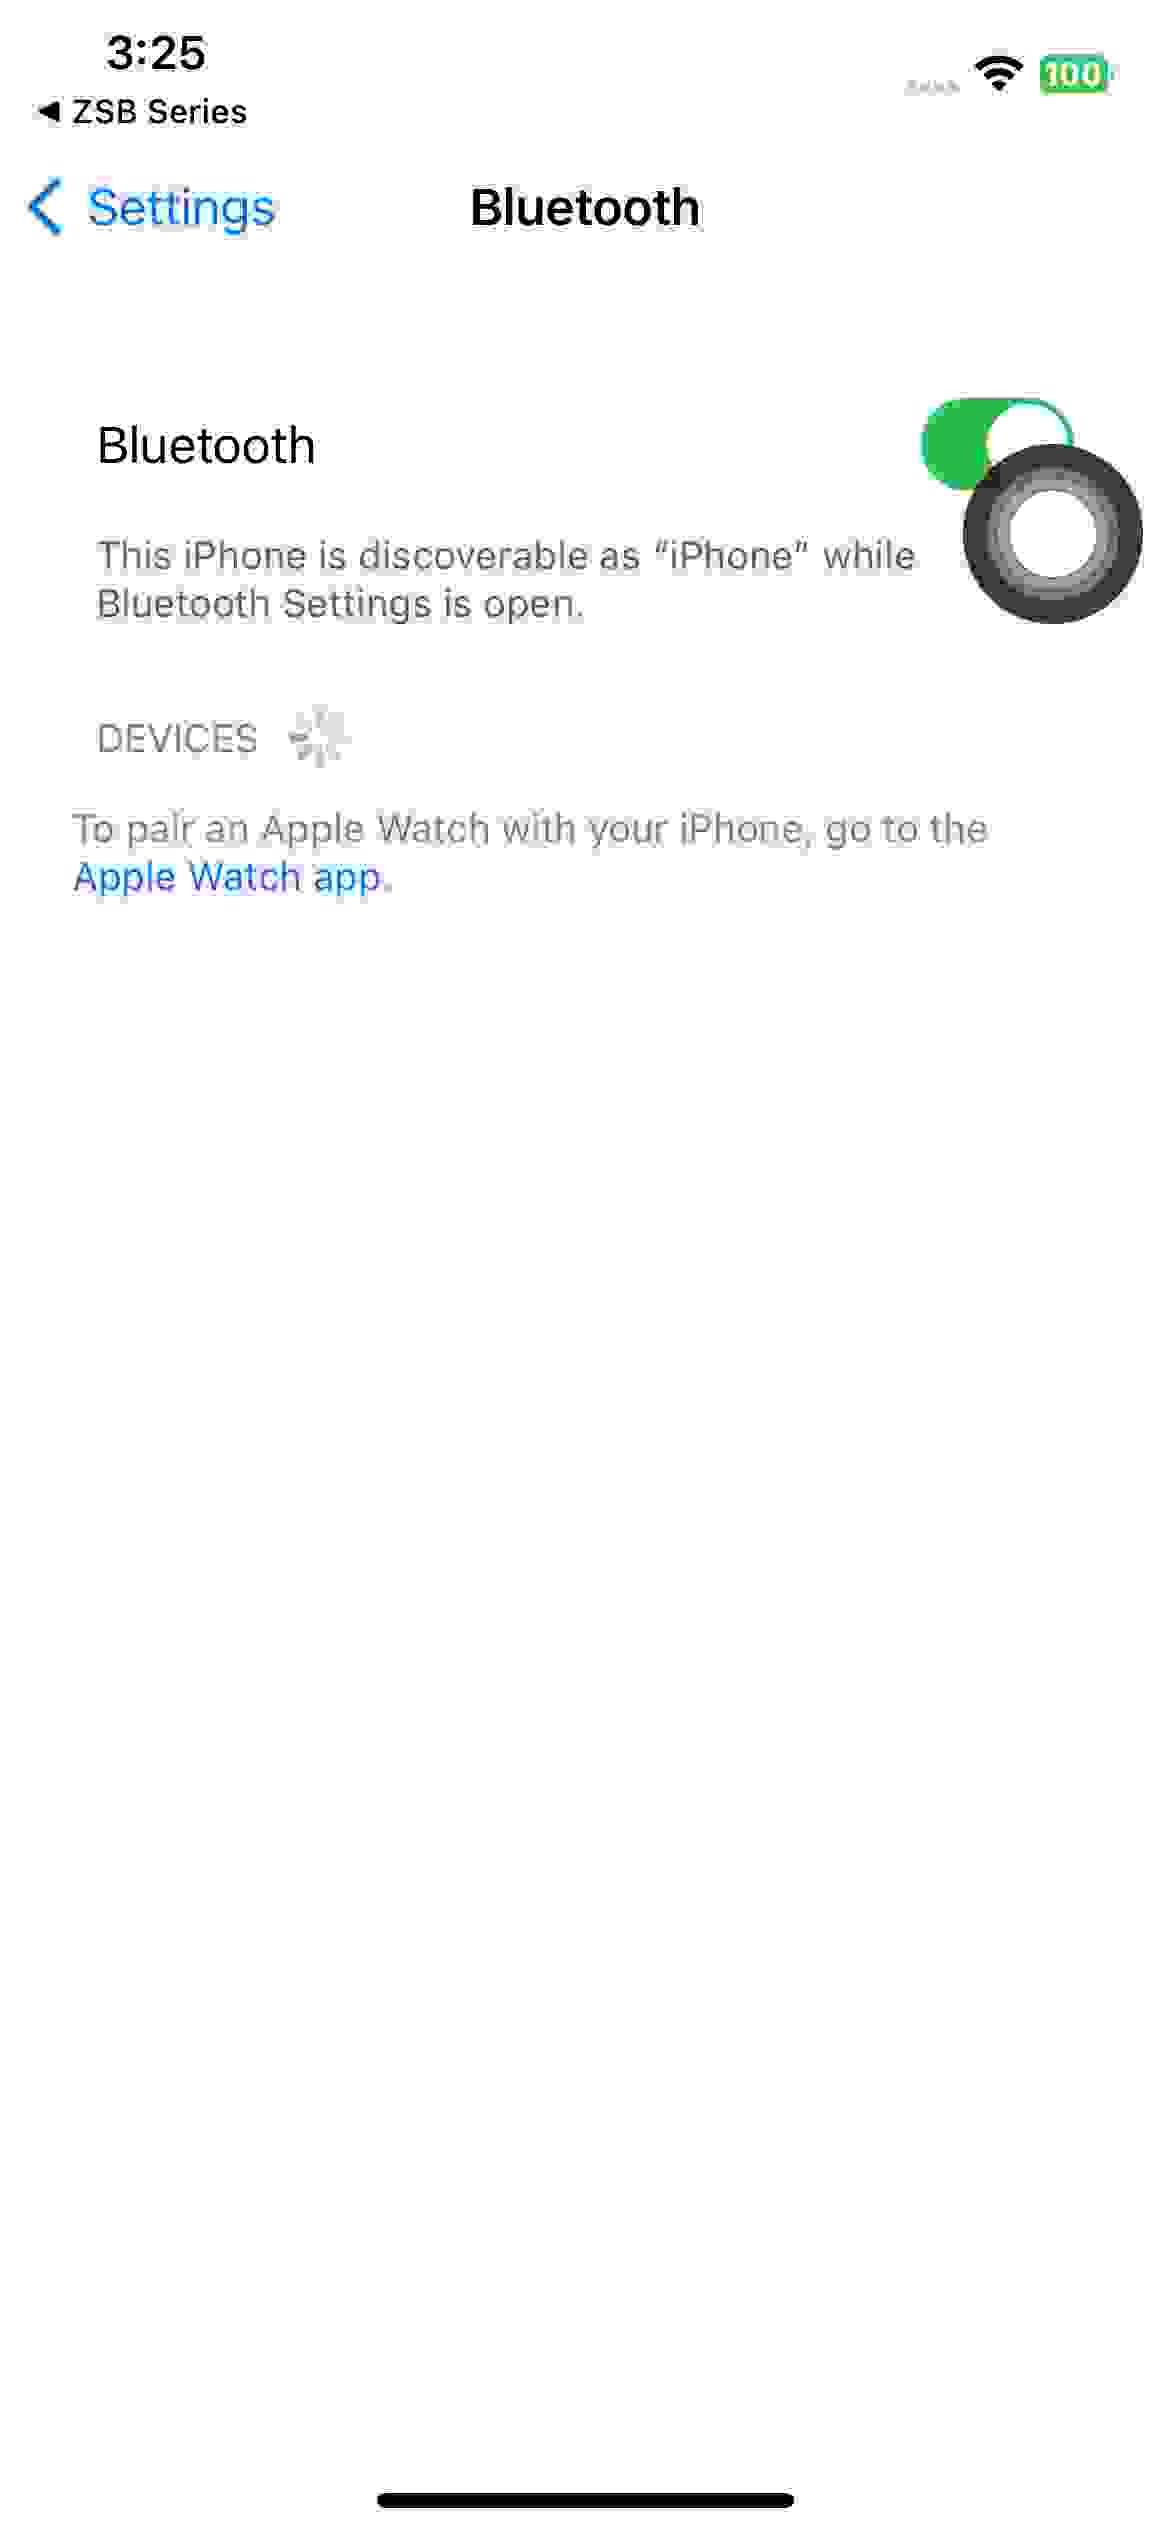 3:25
◀ ZSB Series
100
Settings
Bluetooth
Bluetooth
This iPhone is discoverable as “iPhone” while
Bluetooth Settings is open.
DEVICES
To pair an Apple Watch with your iPhone, go to the
Apple Watch app.